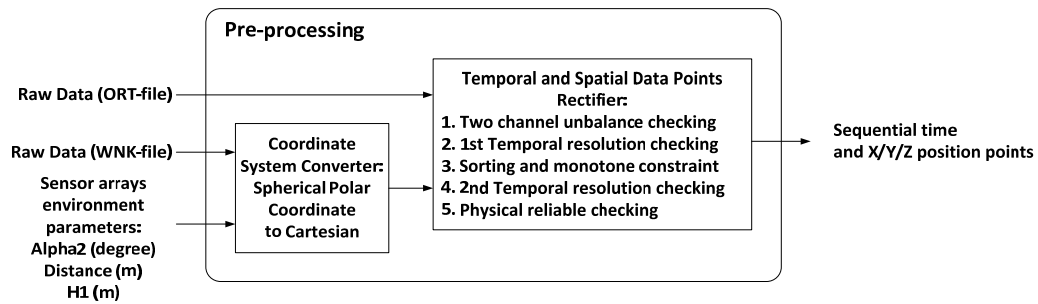 Pre-processing
Raw Data (ORT-file)
Raw Data (WNK-file)
Sensor arrays
environment
parameters:
Alpha2 (degree)
Distance (m)
H1 (m)
Coordinate
System Converter:
Spherical Polar
Coordinate
to Cartesian
Temporal and Spatial Data Points
Rectifier:
1. Two channel unbalance checking
2. 1st Temporal resolution checking
3. Sorting and monotone constraint
4. 2nd Temporal resolution checking
5. Physical reliable checking
Sequential time
and X/Y/Z position points